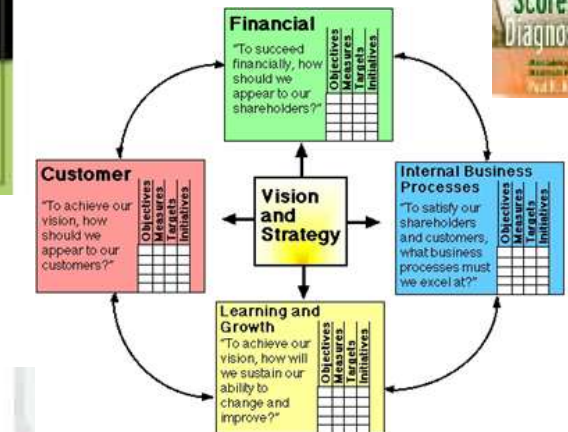 Score
Diagno
Financial
"To succeed
financially, how
should we
appear to our
shareholders?"
Objectives
Measures
Targets
Initiatives
Customer
"To achieve our
vision, how
should we
appear to our
customers?"
Objectives
Measures
Targets
Initiatives
Vision
and
Strategy
Internal Business
Processes
"To satisfy our
shareholders
and customers,
what business
processes must
we excel at?"
Objectives
Measures
Targets
Initiatives
Learning and
Growth
"To achieve our
vision, how will
we sustain our
ability to
change and
improve?"
Objectives
Measures
Targets
Initiatives